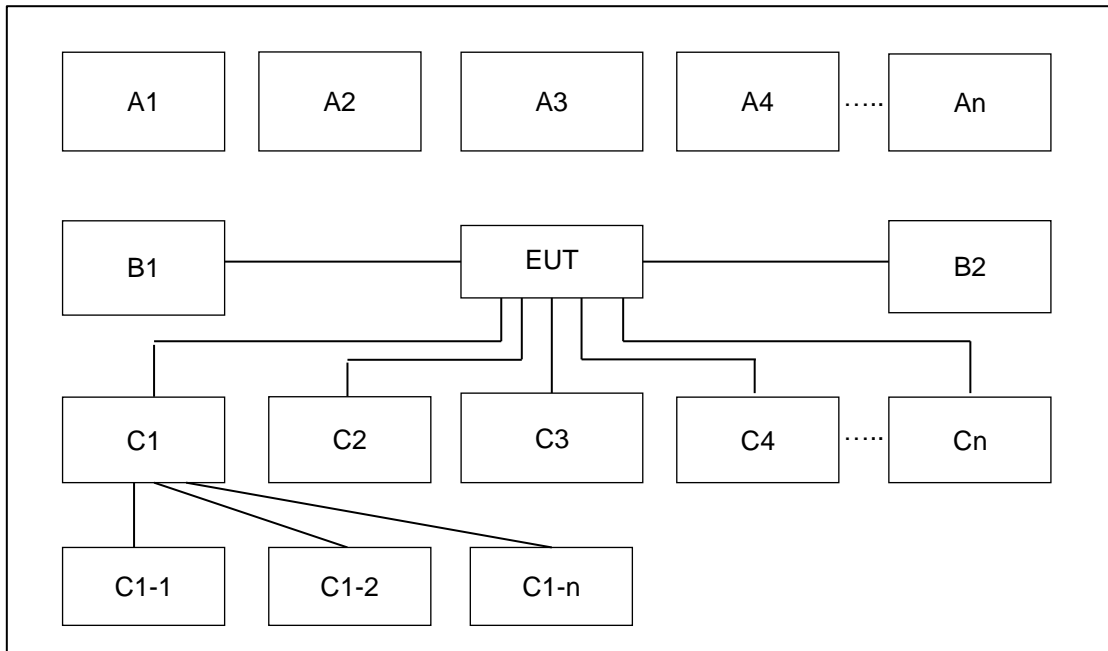 A1 A2 A3 A4 ..... An
B1 EUT B2
C1 C2 C3 C4 ..... Cn
C1-1 C1-2 C1-n